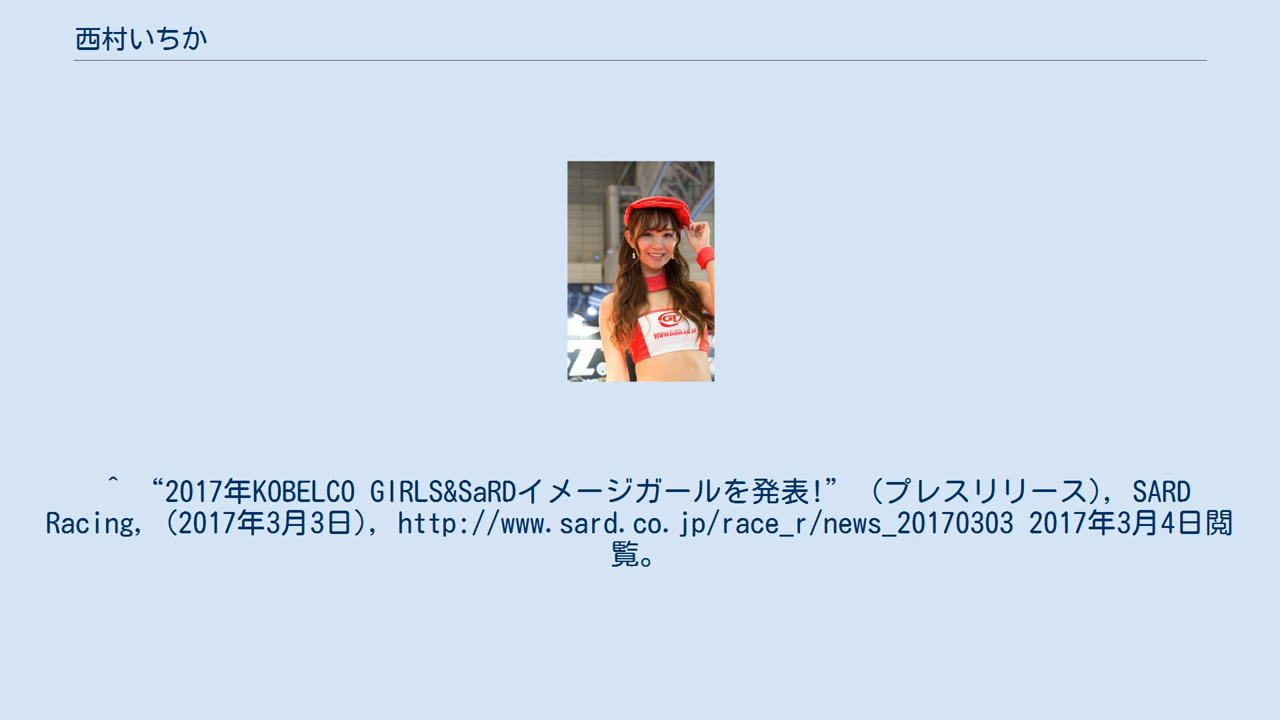 西村いちか
^ “2017年KOBELCO GIRLS&SaRDイメージガールを発表!” (プレスリリース), SARD
Racing, (2017年3月3日), http://www.sard.co.jp/race_r/news_20170303 2017年3月4日閲
覧。